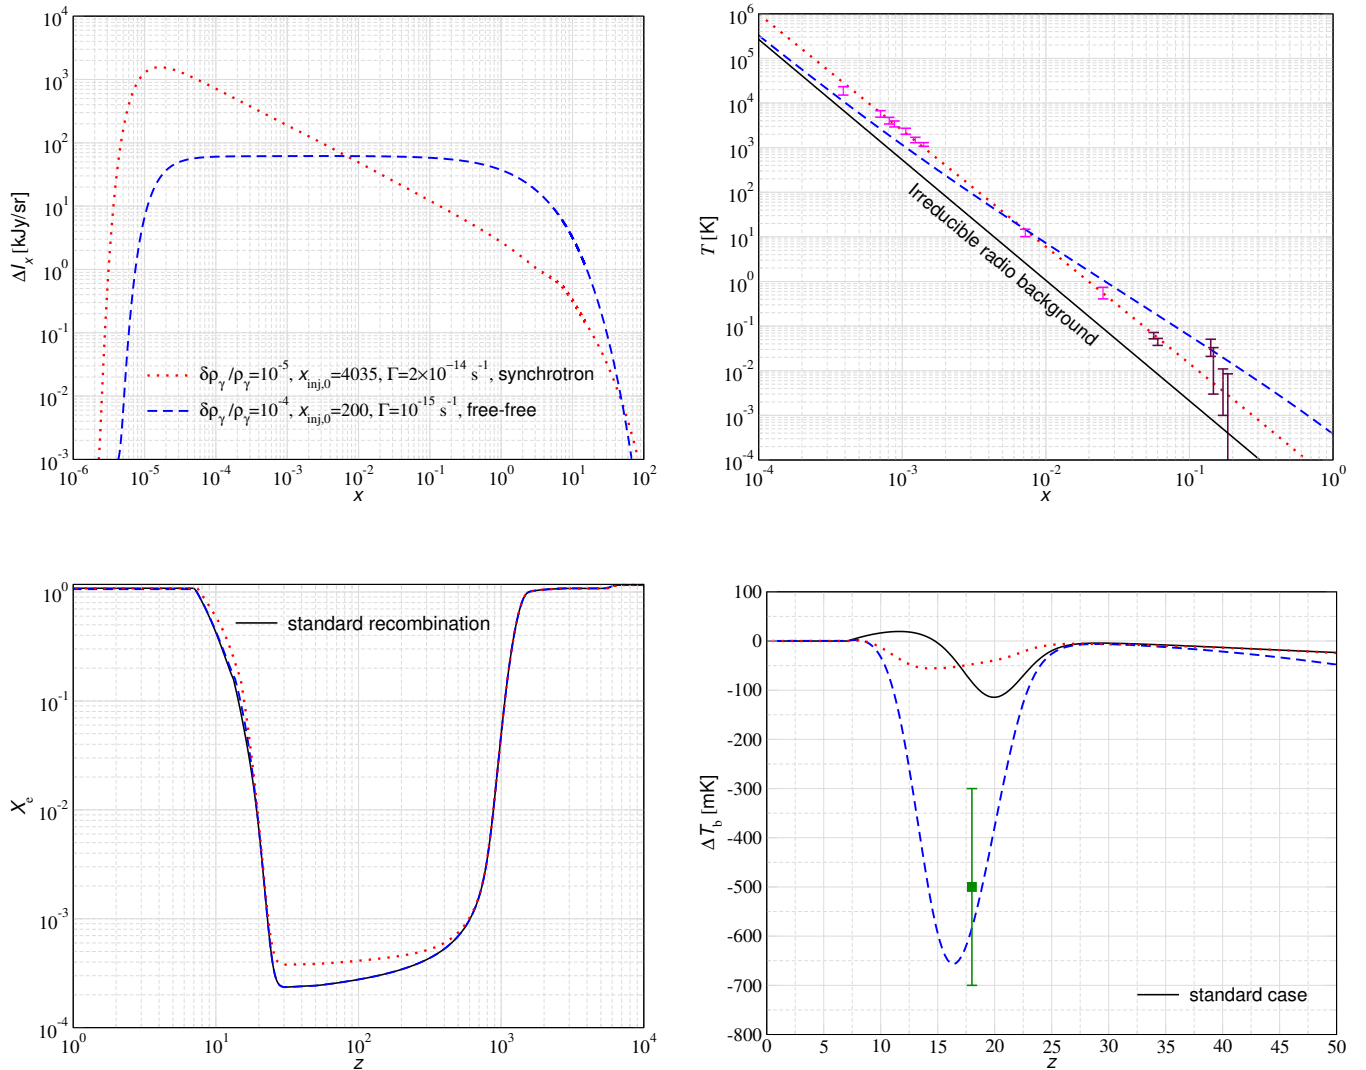 10^4
10^3
10^2
10^1
10^0
10^-1
10^-2
10^-3
ΔI_x [kJy/sr]
δρ_γ/ρ_γ=10^-5, x_inj,0=4035, Γ=2×10^-14 s^-1, synchrotron
δρ_γ/ρ_γ=10^-4, x_inj,0=200, Γ=10^-15 s^-1, free-free
10^-6 10^-5 10^-4 10^-3 10^-2 10^-1 10^0 10^1 10^2
x
10^6
10^5
10^4
10^3
10^2
10^1
10^0
10^-1
10^-2
10^-3
10^-4
T [K]
Irreducible radio background
10^-4 10^-3 10^-2 10^-1 10^0
x
10^0
10^-1
10^-2
10^-3
10^-4
X_e
standard recombination
10^0 10^1 10^2 10^3 10^4
z
100
0
-100
-200
-300
-400
-500
-600
-700
-800
ΔT_b [mK]
standard case
0 5 10 15 20 25 30 35 40 45 50
z